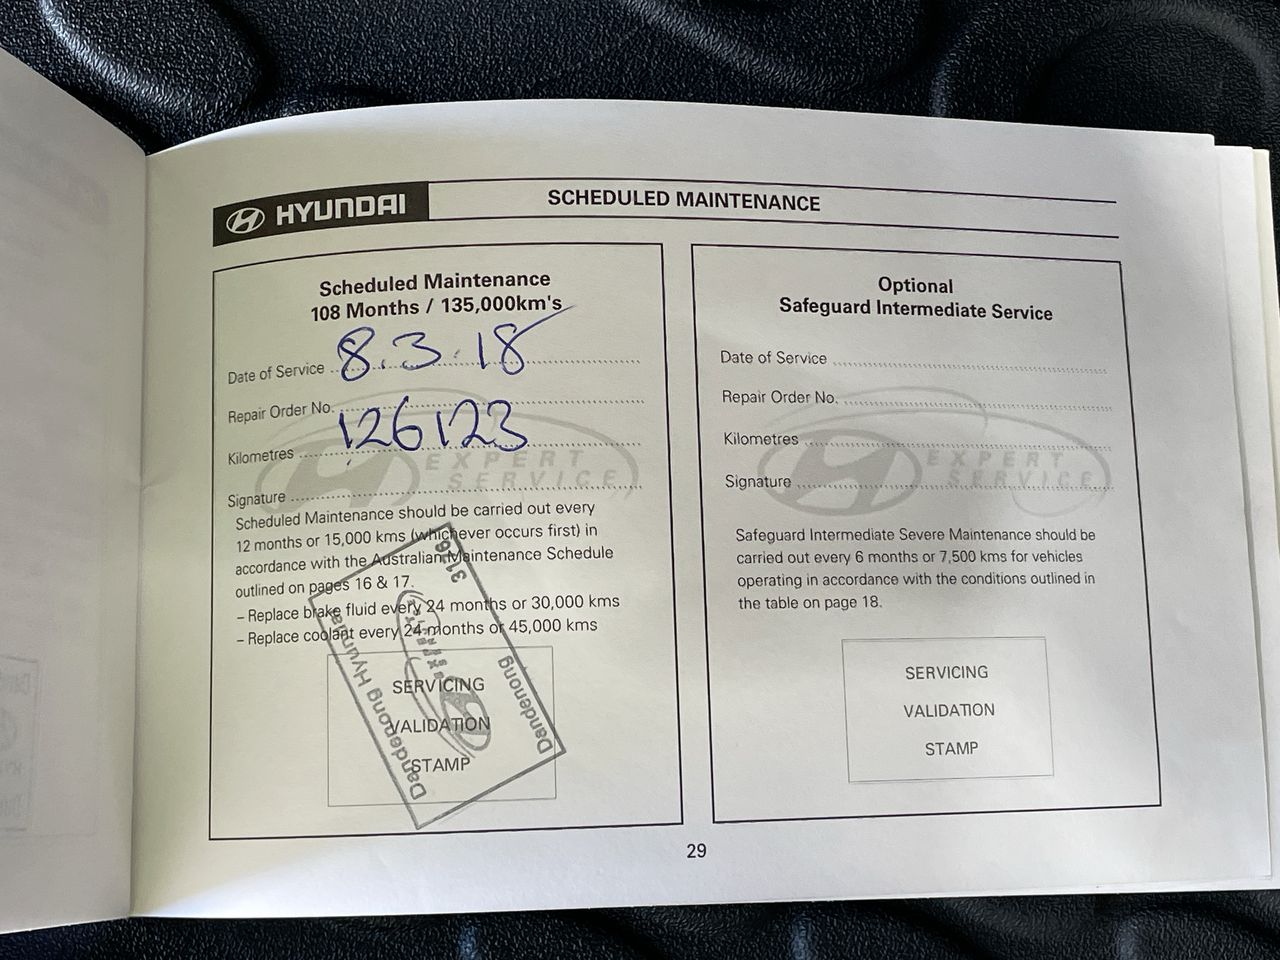 HYUNDAI
SCHEDULED MAINTENANCE
Scheduled Maintenance
108 Months / 135,000km's
Date of Service 8.3.18
Repair Order No.
Kilometres 126123
Signature
EXPERT
SERVICE
Scheduled Maintenance should be carried out every
12 months or 15,000 kms (whichever occurs first) in
accordance with the Australian Maintenance Schedule
outlined on pages 16 & 17.
– Replace brake fluid every 24 months or 30,000 kms
– Replace coolant every 24 months or 45,000 kms
SERVICING
VALIDATION
STAMP
Dandenong Hyundai
Dandenong
3176
Optional
Safeguard Intermediate Service
Date of Service
Repair Order No.
Kilometres
Signature
EXPERT
SERVICE
Safeguard Intermediate Severe Maintenance should be
carried out every 6 months or 7,500 kms for vehicles
operating in accordance with the conditions outlined in
the table on page 18.
SERVICING
VALIDATION
STAMP
29